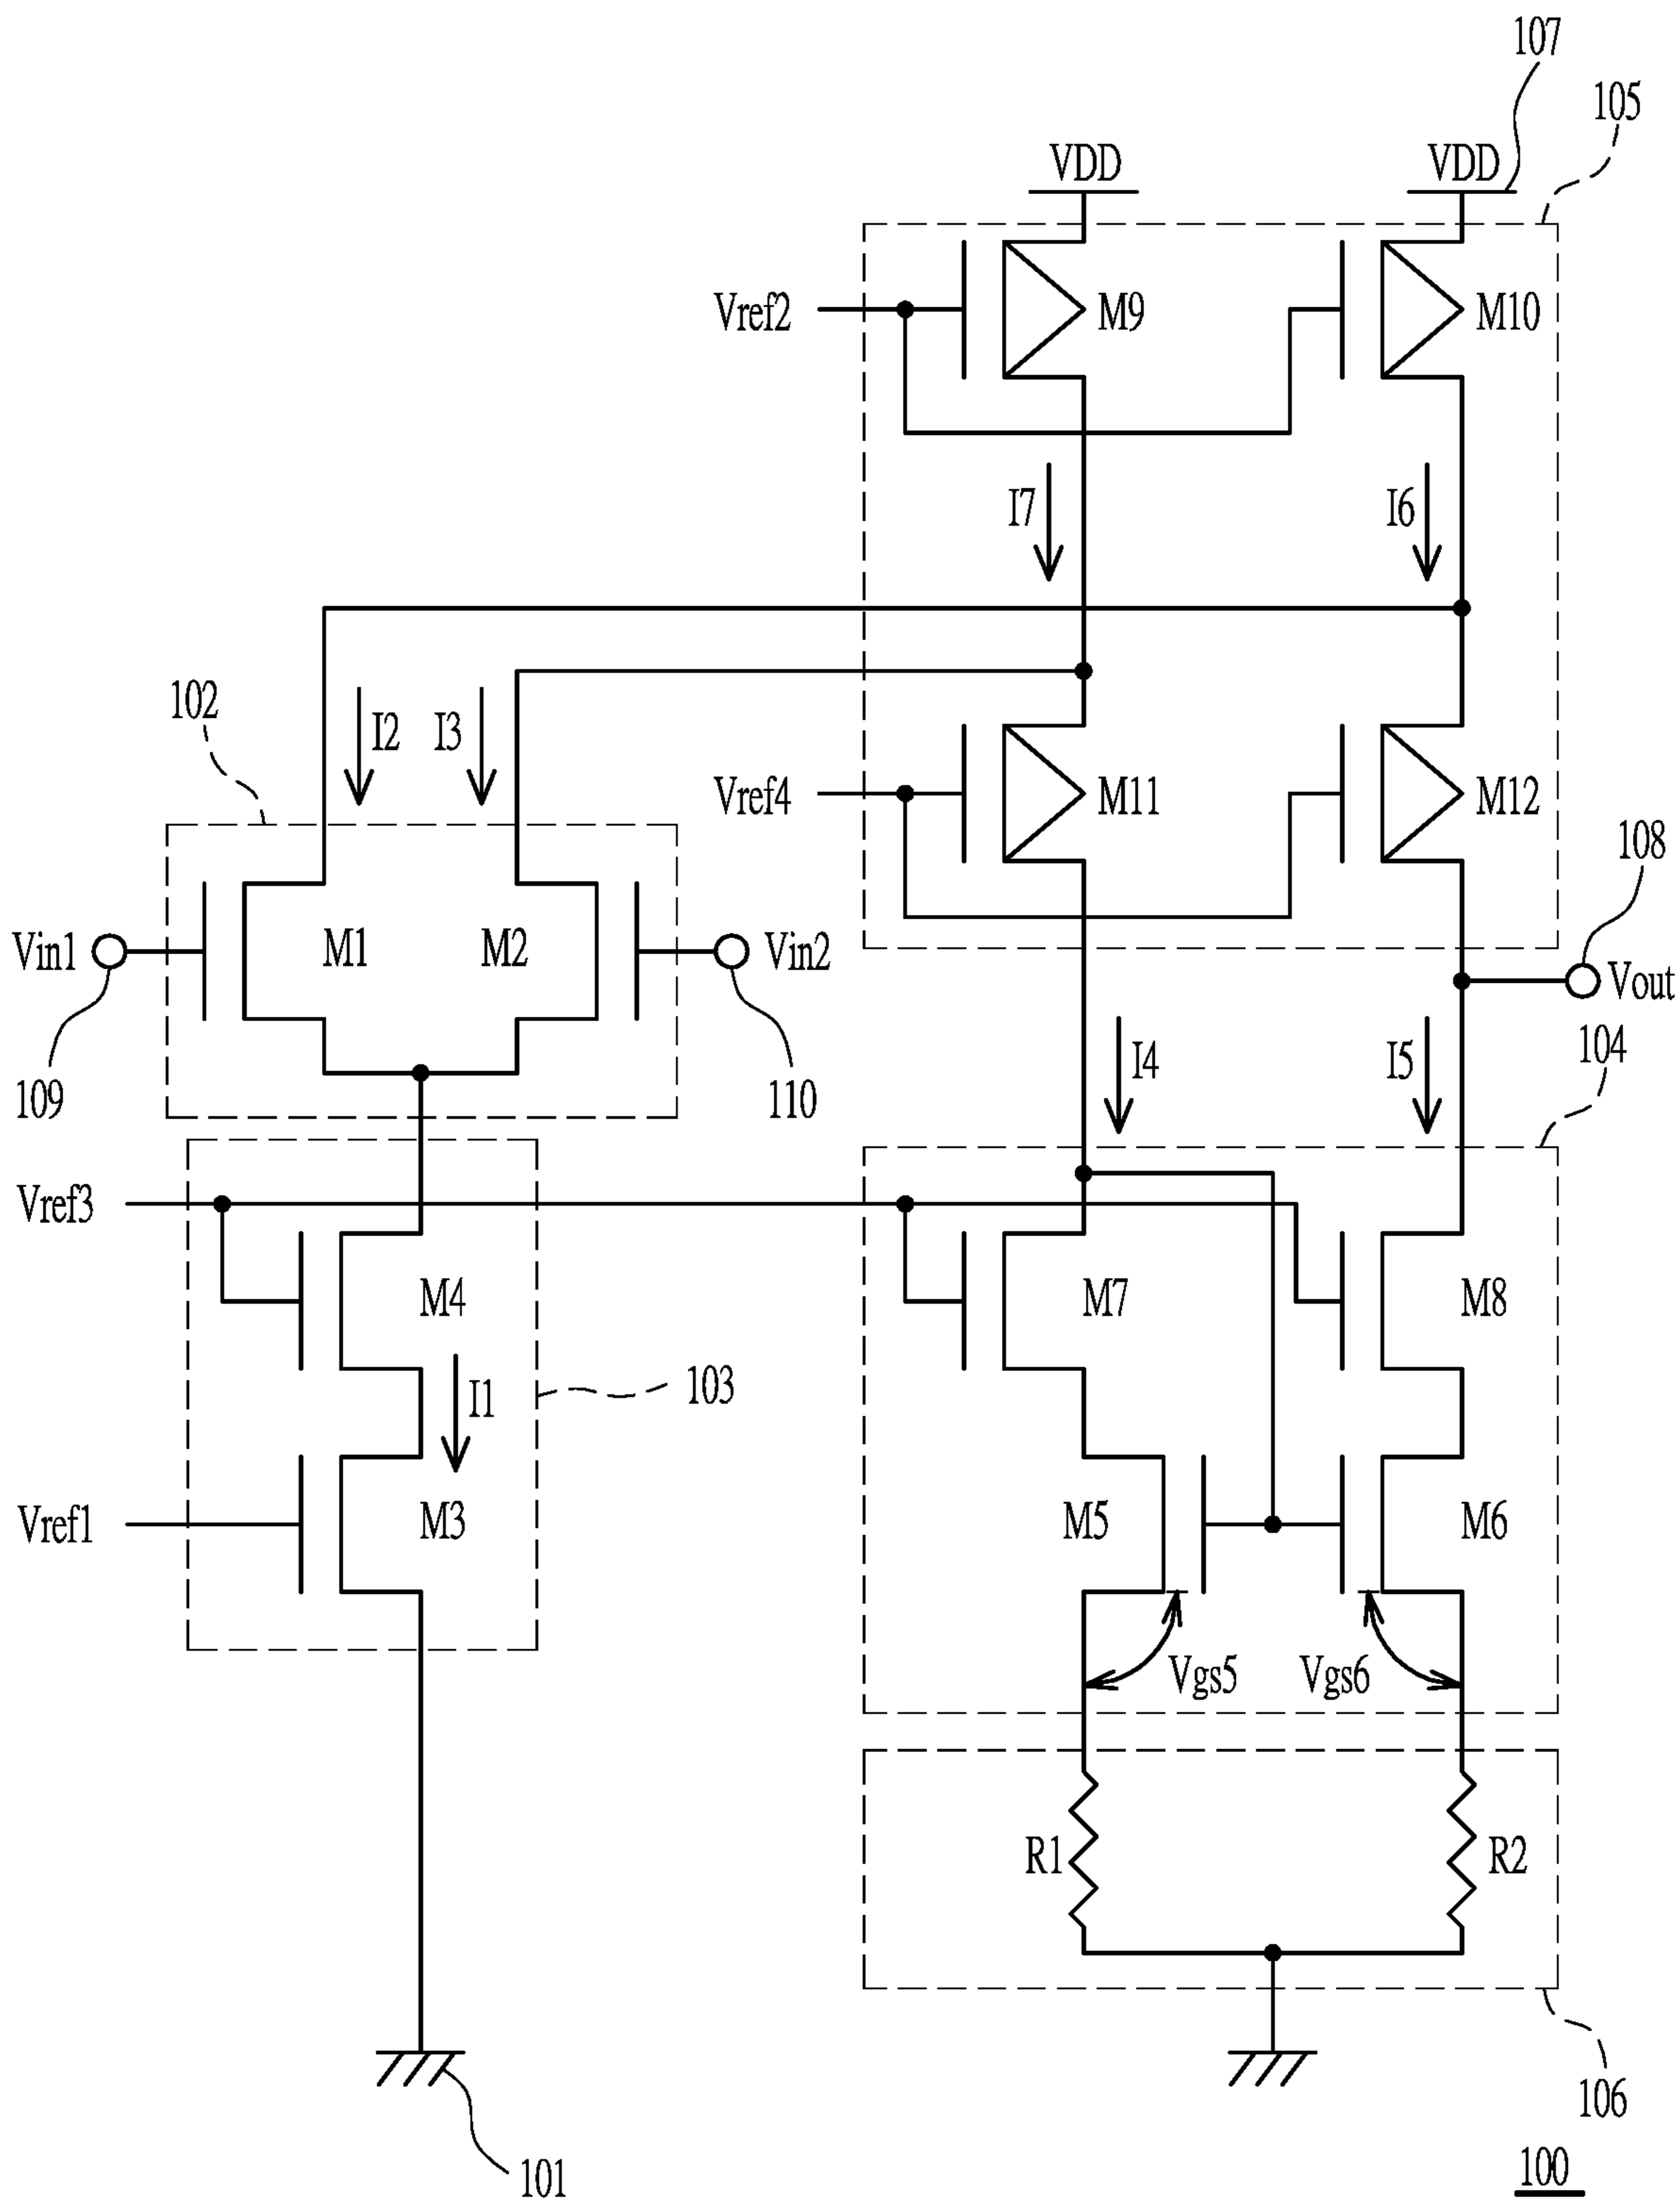 107
105
VDD VDD
Vref2 M9 M10
I7 I6
102
I2 I3
Vref4 M11 M12
108
Vin1 M1 M2 Vin2
Vout
109 110
I4 I5 104
Vref3
M4 M7 M8
I1 103
Vref1 M3 M5 M6
Vgs5 Vgs6
R1 R2
106
101
100